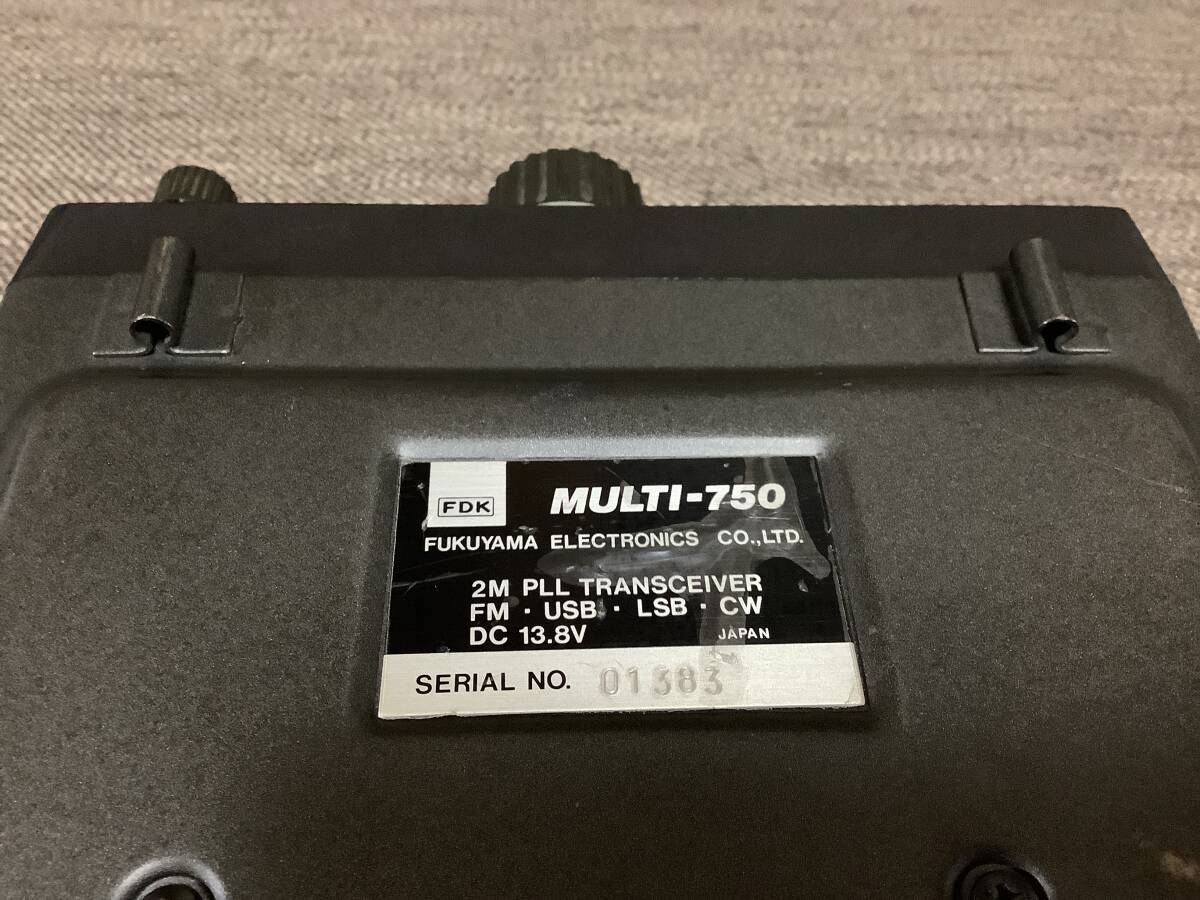 FDK
MULTI-750
FUKUYAMA ELECTRONICS CO.,LTD.
2M PLL TRANSCEIVER
FM · USB · LSB · CW
DC 13.8V
JAPAN
SERIAL NO. 01383